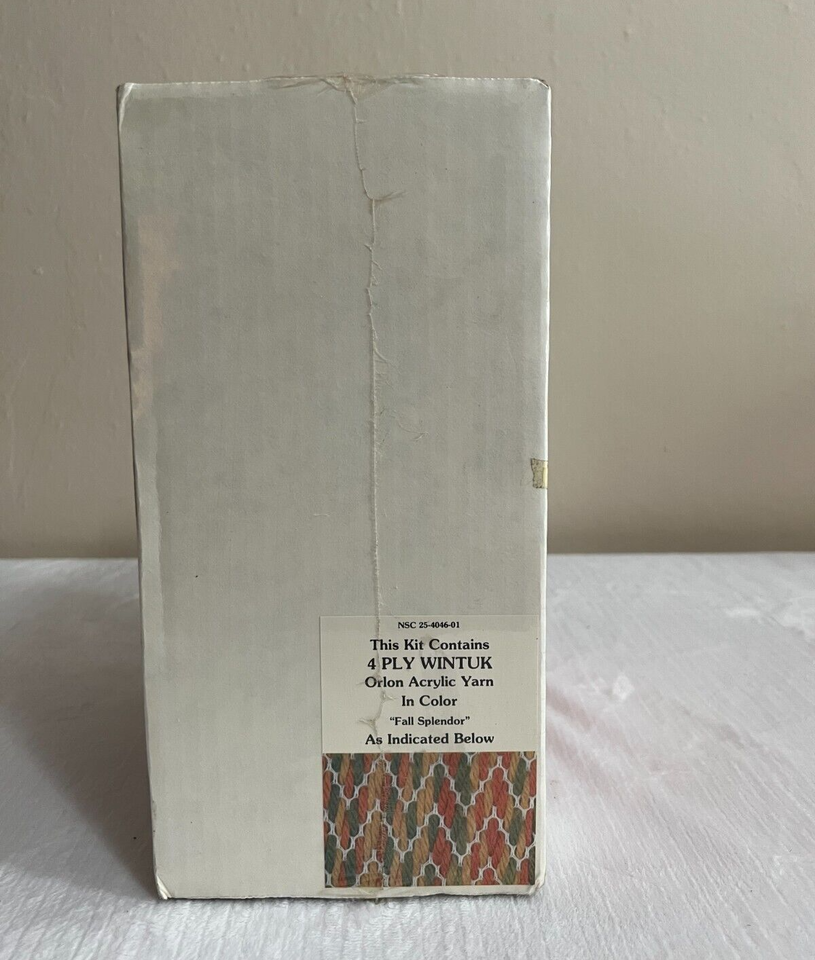 NSC 25-4046-01
This Kit Contains
4 PLY WINTUK
Orlon Acrylic Yarn
In Color
“Fall Splendor”
As Indicated Below